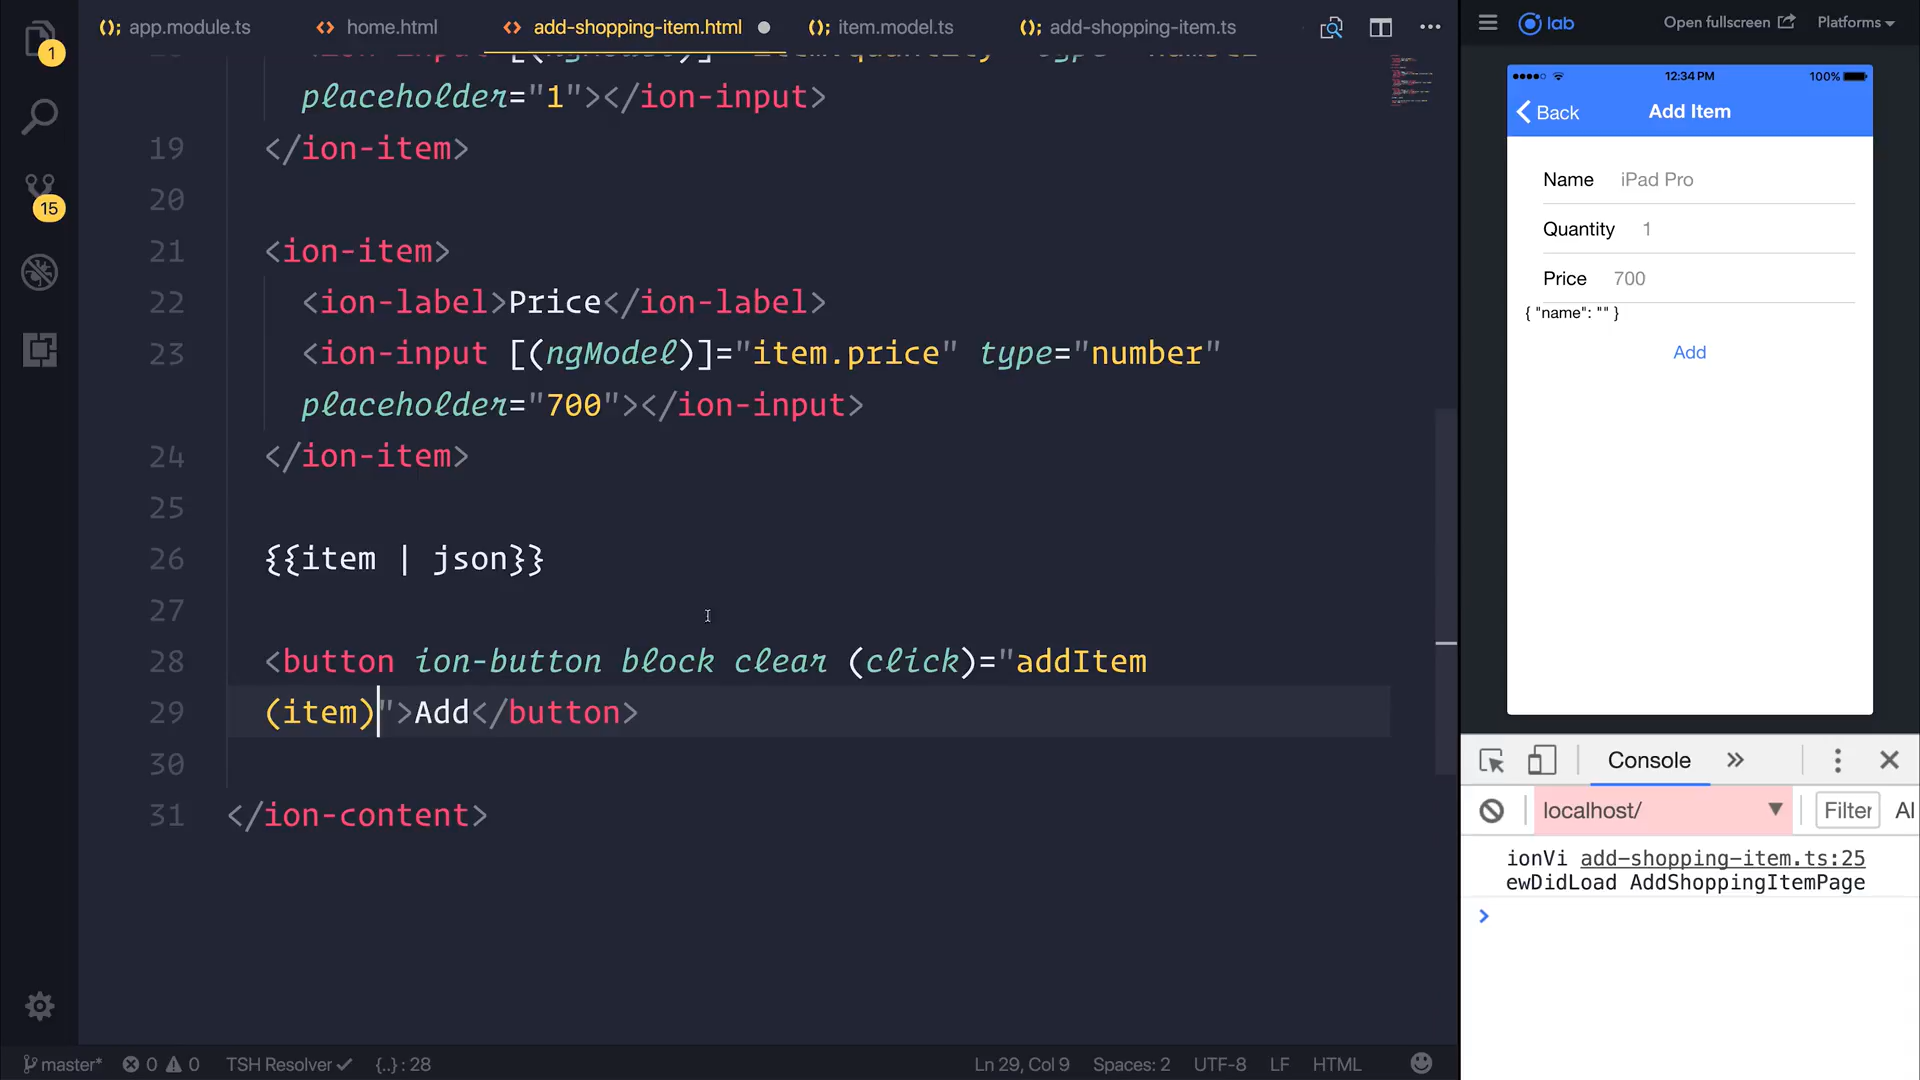 app.module.ts
home.html
add-shopping-item.html
item.model.ts
add-shopping-item.ts
placeholder="1"></ion-input>
19 </ion-item>
20
21 <ion-item>
22 <ion-label>Price</ion-label>
23 <ion-input [(ngModel)]="item.price" type="number"
placeholder="700"></ion-input>
24 </ion-item>
25
26 {{item | json}}
27
28 <button ion-button block clear (click)="addItem
29 (item)">Add</button>
30
31 </ion-content>
1
15
master*
0
0
TSH Resolver
{..} : 28
Ln 29, Col 9
Spaces: 2
UTF-8
LF
HTML
lab
Open fullscreen
Platforms
12:34 PM
100%
Back
Add Item
Name iPad Pro
Quantity 1
Price 700
{ "name": "" }
Add
Console
localhost/
Filter
Al
ionVi add-shopping-item.ts:25
ewDidLoad AddShoppingItemPage